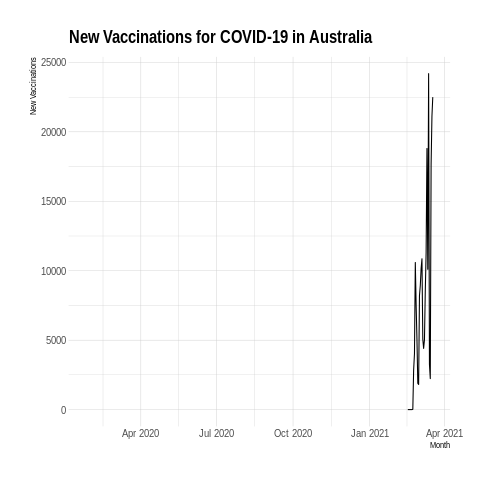 New Vaccinations for COVID-19 in Australia
New Vaccinations
25000
20000
15000
10000
5000
0
Apr 2020 Jul 2020 Oct 2020 Jan 2021 Apr 2021
Month